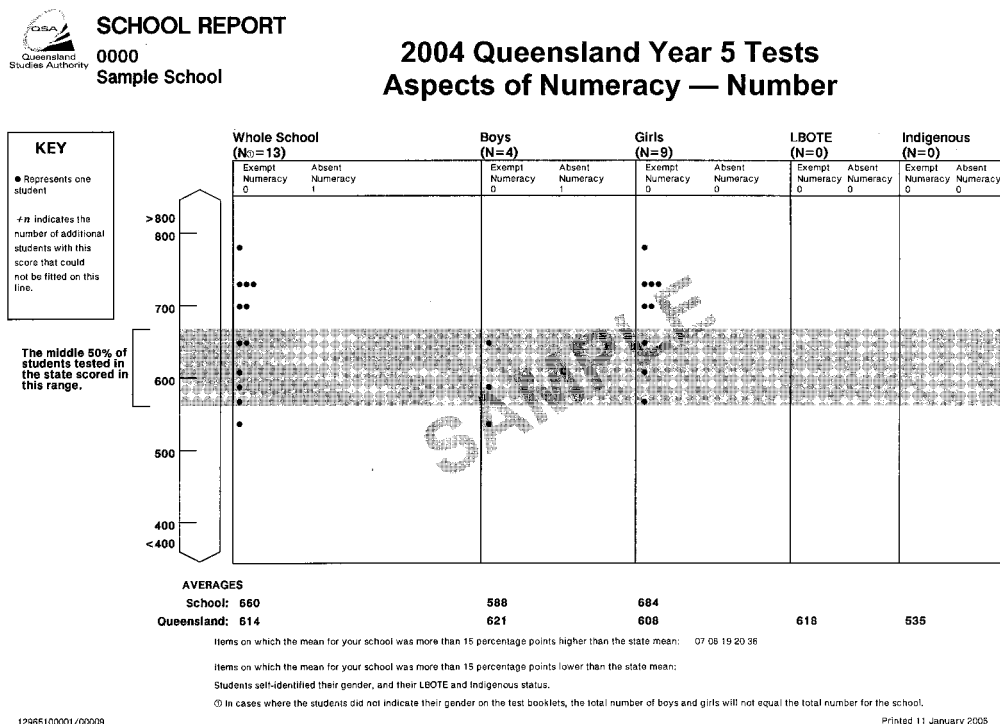 QSA
Queensland
Studies Authority
SCHOOL REPORT
0000
Sample School
2004 Queensland Year 5 Tests
Aspects of Numeracy — Number
KEY
● Represents one
student
+n indicates the
number of additional
students with this
score that could
not be fitted on this
line.
Whole School
(N①=13)
Boys
(N=4)
Girls
(N=9)
LBOTE
(N=0)
Indigenous
(N=0)
Exempt Absent Exempt Absent Exempt Absent Exempt Absent Exempt Absent
Numeracy Numeracy Numeracy Numeracy Numeracy Numeracy Numeracy Numeracy Numeracy Numeracy
0 1 0 1 0 0 0 0 0 0
>800
800
700
600
500
400
<400
The middle 50% of
students tested in
the state scored in
this range.
SAMPLE
AVERAGES
School: 660 588 684
Queensland: 614 621 608 618 535
Items on which the mean for your school was more than 15 percentage points higher than the state mean: 07 08 19 20 36
Items on which the mean for your school was more than 15 percentage points lower than the state mean:
Students self-identified their gender, and their LBOTE and Indigenous status.
① In cases where the students did not indicate their gender on the test booklets, the total number of boys and girls will not equal the total number for the school.
12965100001/00009
Printed 11 January 2005